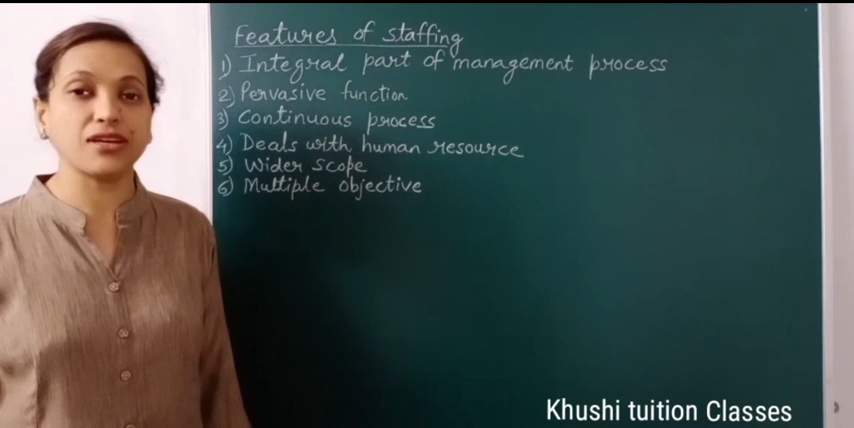 Features of staffing
1) Integral part of management process
2) Pervasive function
3) Continuous process
4) Deals with human resource
5) Wider scope
6) Multiple objective
Khushi tuition Classes